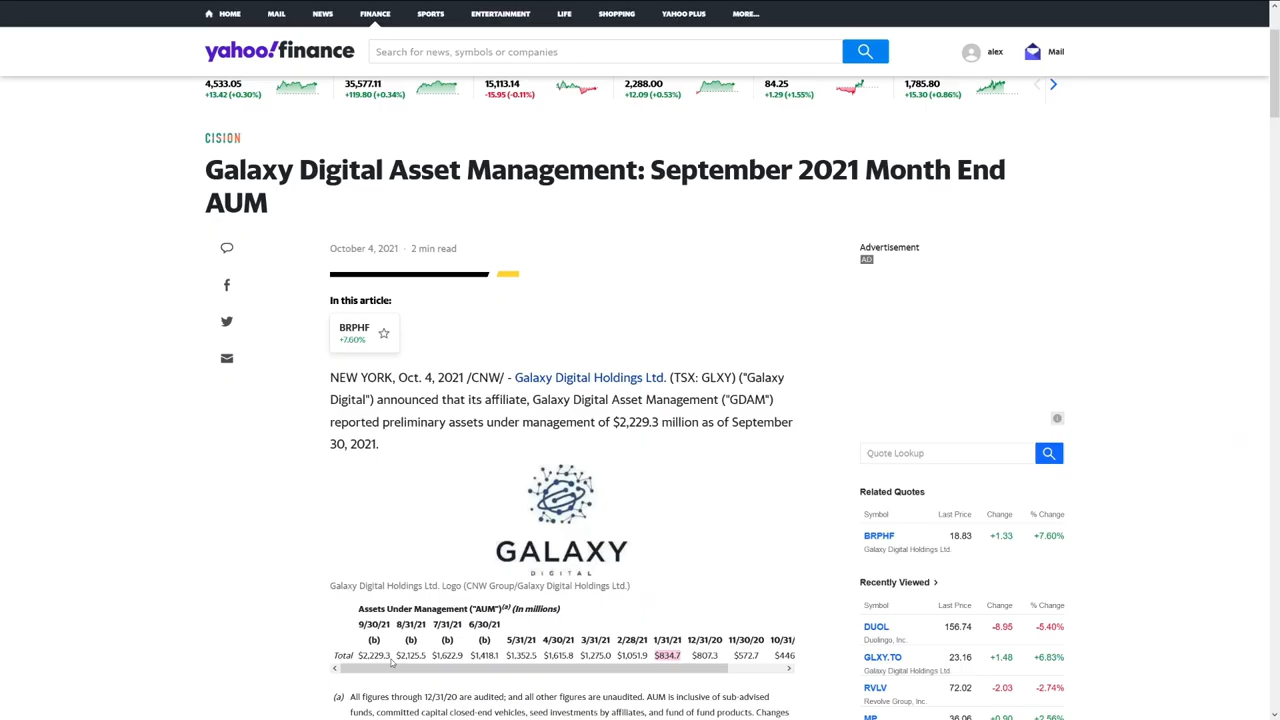 HOME MAIL NEWS FINANCE SPORTS ENTERTAINMENT LIFE SHOPPING YAHOO PLUS MORE...
yahoo!finance Search for news, symbols or companies alex Mail
4,533.05 35,577.11 15,113.14 2,288.00 84.25 1,785.80
+13.42 (+0.30%) +119.80 (+0.34%) -15.95 (-0.11%) +12.09 (+0.53%) +1.29 (+1.55%) +15.30 (+0.86%)
CISION
Galaxy Digital Asset Management: September 2021 Month End
AUM
October 4, 2021 · 2 min read
In this article:
BRPHF
+7.60%
NEW YORK, Oct. 4, 2021 /CNW/ - Galaxy Digital Holdings Ltd. (TSX: GLXY) ("Galaxy
Digital") announced that its affiliate, Galaxy Digital Asset Management ("GDAM")
reported preliminary assets under management of $2,229.3 million as of September
30, 2021.
GALAXY
DIGITAL
Galaxy Digital Holdings Ltd. Logo (CNW Group/Galaxy Digital Holdings Ltd.)
Assets Under Management ("AUM")(a) (In millions)
9/30/21 8/31/21 7/31/21 6/30/21
(b) (b) (b) (b) 5/31/21 4/30/21 3/31/21 2/28/21 1/31/21 12/31/20 11/30/20 10/31/
Total $2,229.3 $2,125.5 $1,622.9 $1,418.1 $1,352.5 $1,615.8 $1,275.0 $1,051.9 $834.7 $807.3 $572.7 $446
(a) All figures through 12/31/20 are audited; and all other figures are unaudited. AUM is inclusive of sub-advised
funds, committed capital closed-end vehicles, seed investments by affiliates, and fund of fund products. Changes
Advertisement
AD
Quote Lookup
Related Quotes
Symbol Last Price Change % Change
BRPHF 18.83 +1.33 +7.60%
Galaxy Digital Holdings Ltd.
Recently Viewed
Symbol Last Price Change % Change
DUOL 156.74 -8.95 -5.40%
Duolingo, Inc.
GLXY.TO 23.16 +1.48 +6.83%
Galaxy Digital Holdings Ltd.
RVLV 72.02 -2.03 -2.74%
Revolve Group, Inc.
MP 36.06 +0.90 +2.56%